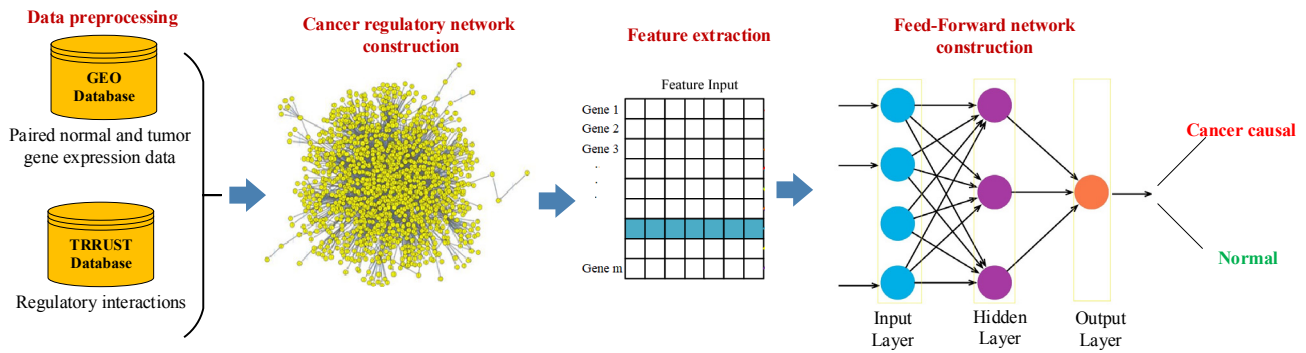 Data preprocessing
GEO
Database
Paired normal and tumor
gene expression data
TRRUST
Database
Regulatory interactions
Cancer regulatory network
construction
Feature extraction
Feature Input
Gene 1
Gene 2
Gene 3
.
.
.
Gene m
Feed-Forward network
construction
Input
Layer
Hidden
Layer
Output
Layer
Cancer causal
Normal